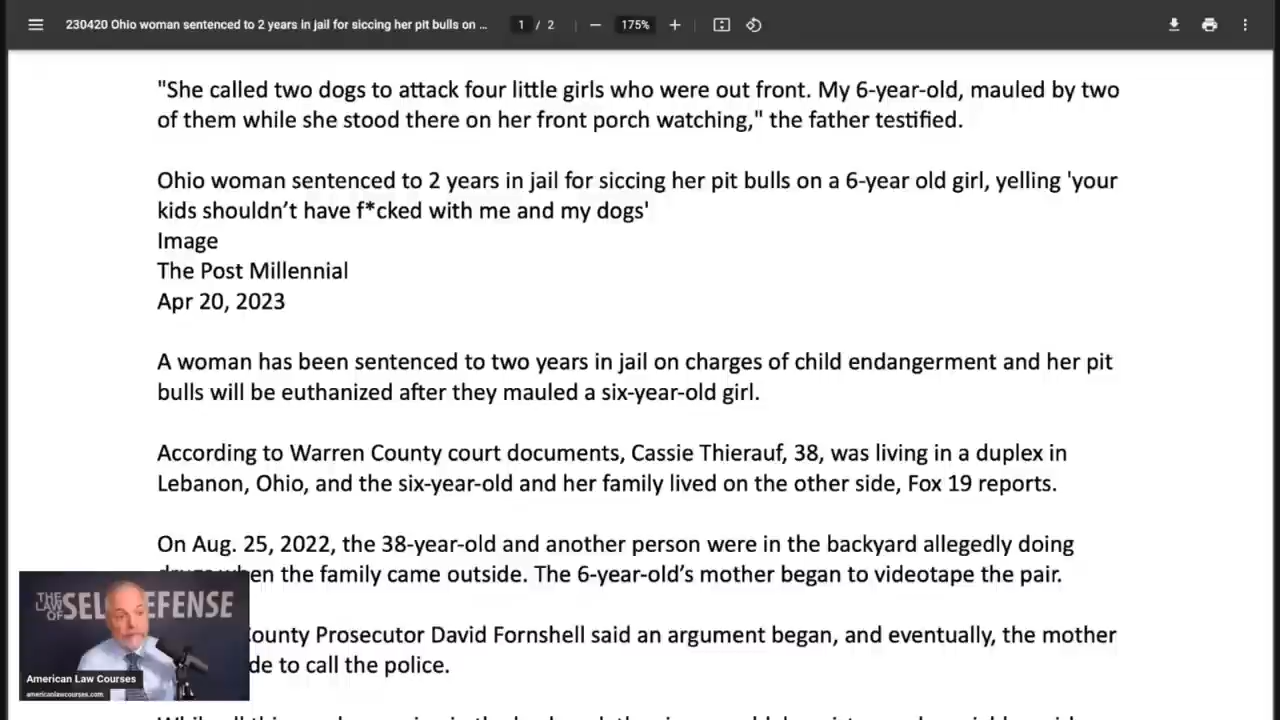 230420 Ohio woman sentenced to 2 years in jail for siccing her pit bulls on ...
1 / 2
175%
"She called two dogs to attack four little girls who were out front. My 6-year-old, mauled by two
of them while she stood there on her front porch watching," the father testified.
Ohio woman sentenced to 2 years in jail for siccing her pit bulls on a 6-year old girl, yelling 'your
kids shouldn’t have f*cked with me and my dogs'
Image
The Post Millennial
Apr 20, 2023
A woman has been sentenced to two years in jail on charges of child endangerment and her pit
bulls will be euthanized after they mauled a six-year-old girl.
According to Warren County court documents, Cassie Thierauf, 38, was living in a duplex in
Lebanon, Ohio, and the six-year-old and her family lived on the other side, Fox 19 reports.
On Aug. 25, 2022, the 38-year-old and another person were in the backyard allegedly doing
drugs when the family came outside. The 6-year-old’s mother began to videotape the pair.
County Prosecutor David Fornshell said an argument began, and eventually, the mother
to call the police.
THE LAW OF SELF DEFENSE
American Law Courses
americanlawcourses.com